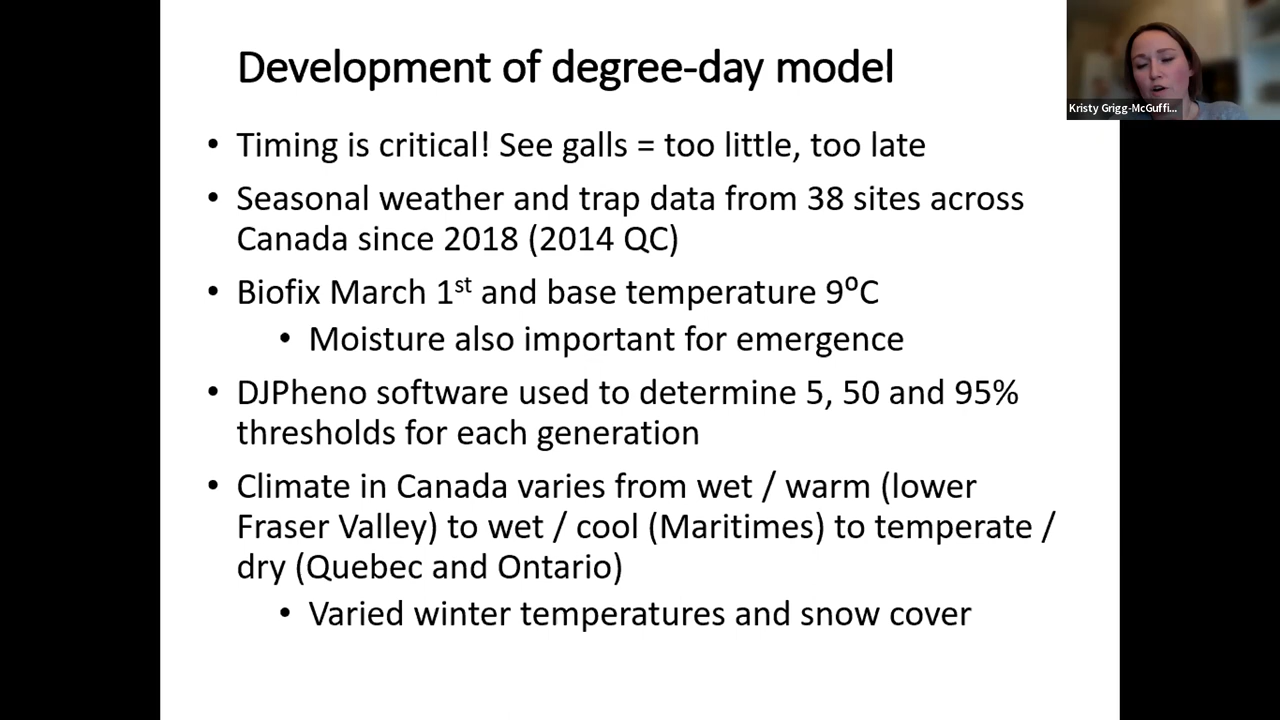 Development of degree-day model
Kristy Grigg-McGuffi...
• Timing is critical! See galls = too little, too late
• Seasonal weather and trap data from 38 sites across
Canada since 2018 (2014 QC)
• Biofix March 1st and base temperature 9ºC
• Moisture also important for emergence
• DJPheno software used to determine 5, 50 and 95%
thresholds for each generation
• Climate in Canada varies from wet / warm (lower
Fraser Valley) to wet / cool (Maritimes) to temperate /
dry (Quebec and Ontario)
• Varied winter temperatures and snow cover